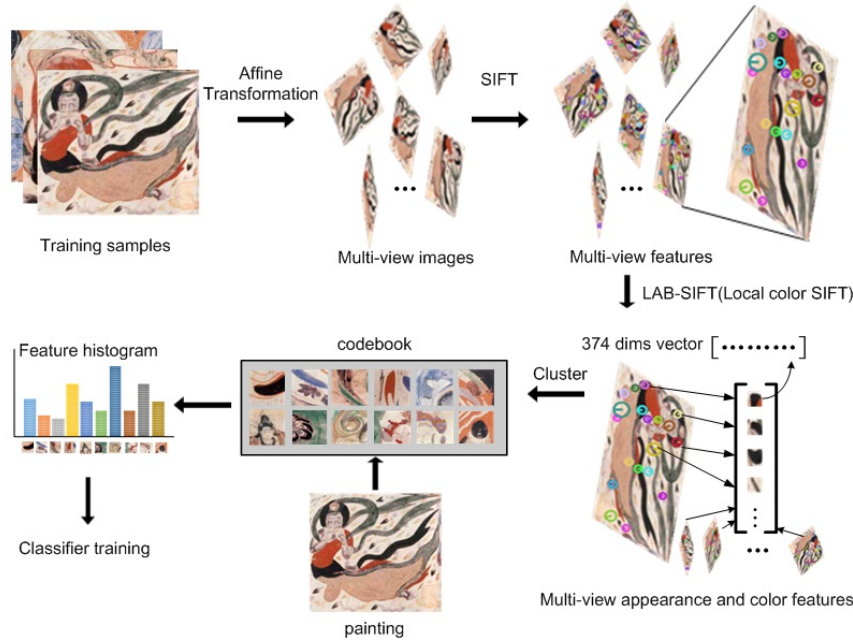 Affine
Transformation
SIFT
Training samples
Multi-view images
Multi-view features
LAB-SIFT(Local color SIFT)
374 dims vector
codebook
Feature histogram
Cluster
Classifier training
painting
Multi-view appearance and color features